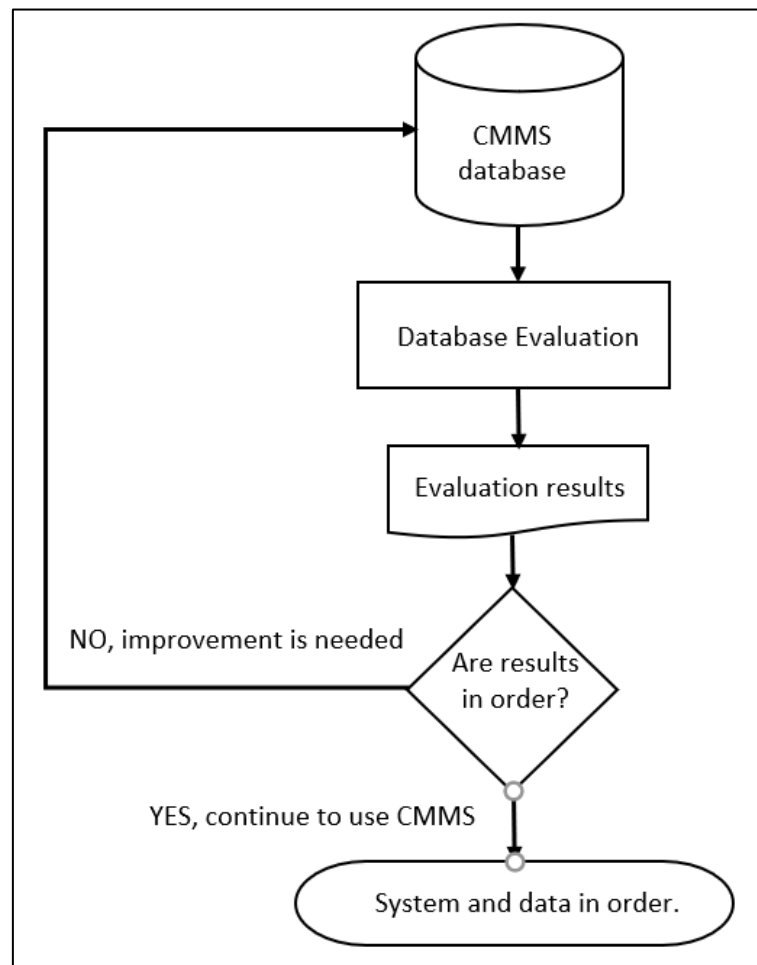 CMMS
database
Database Evaluation
Evaluation results
NO, improvement is needed
Are results
in order?
YES, continue to use CMMS
System and data in order.